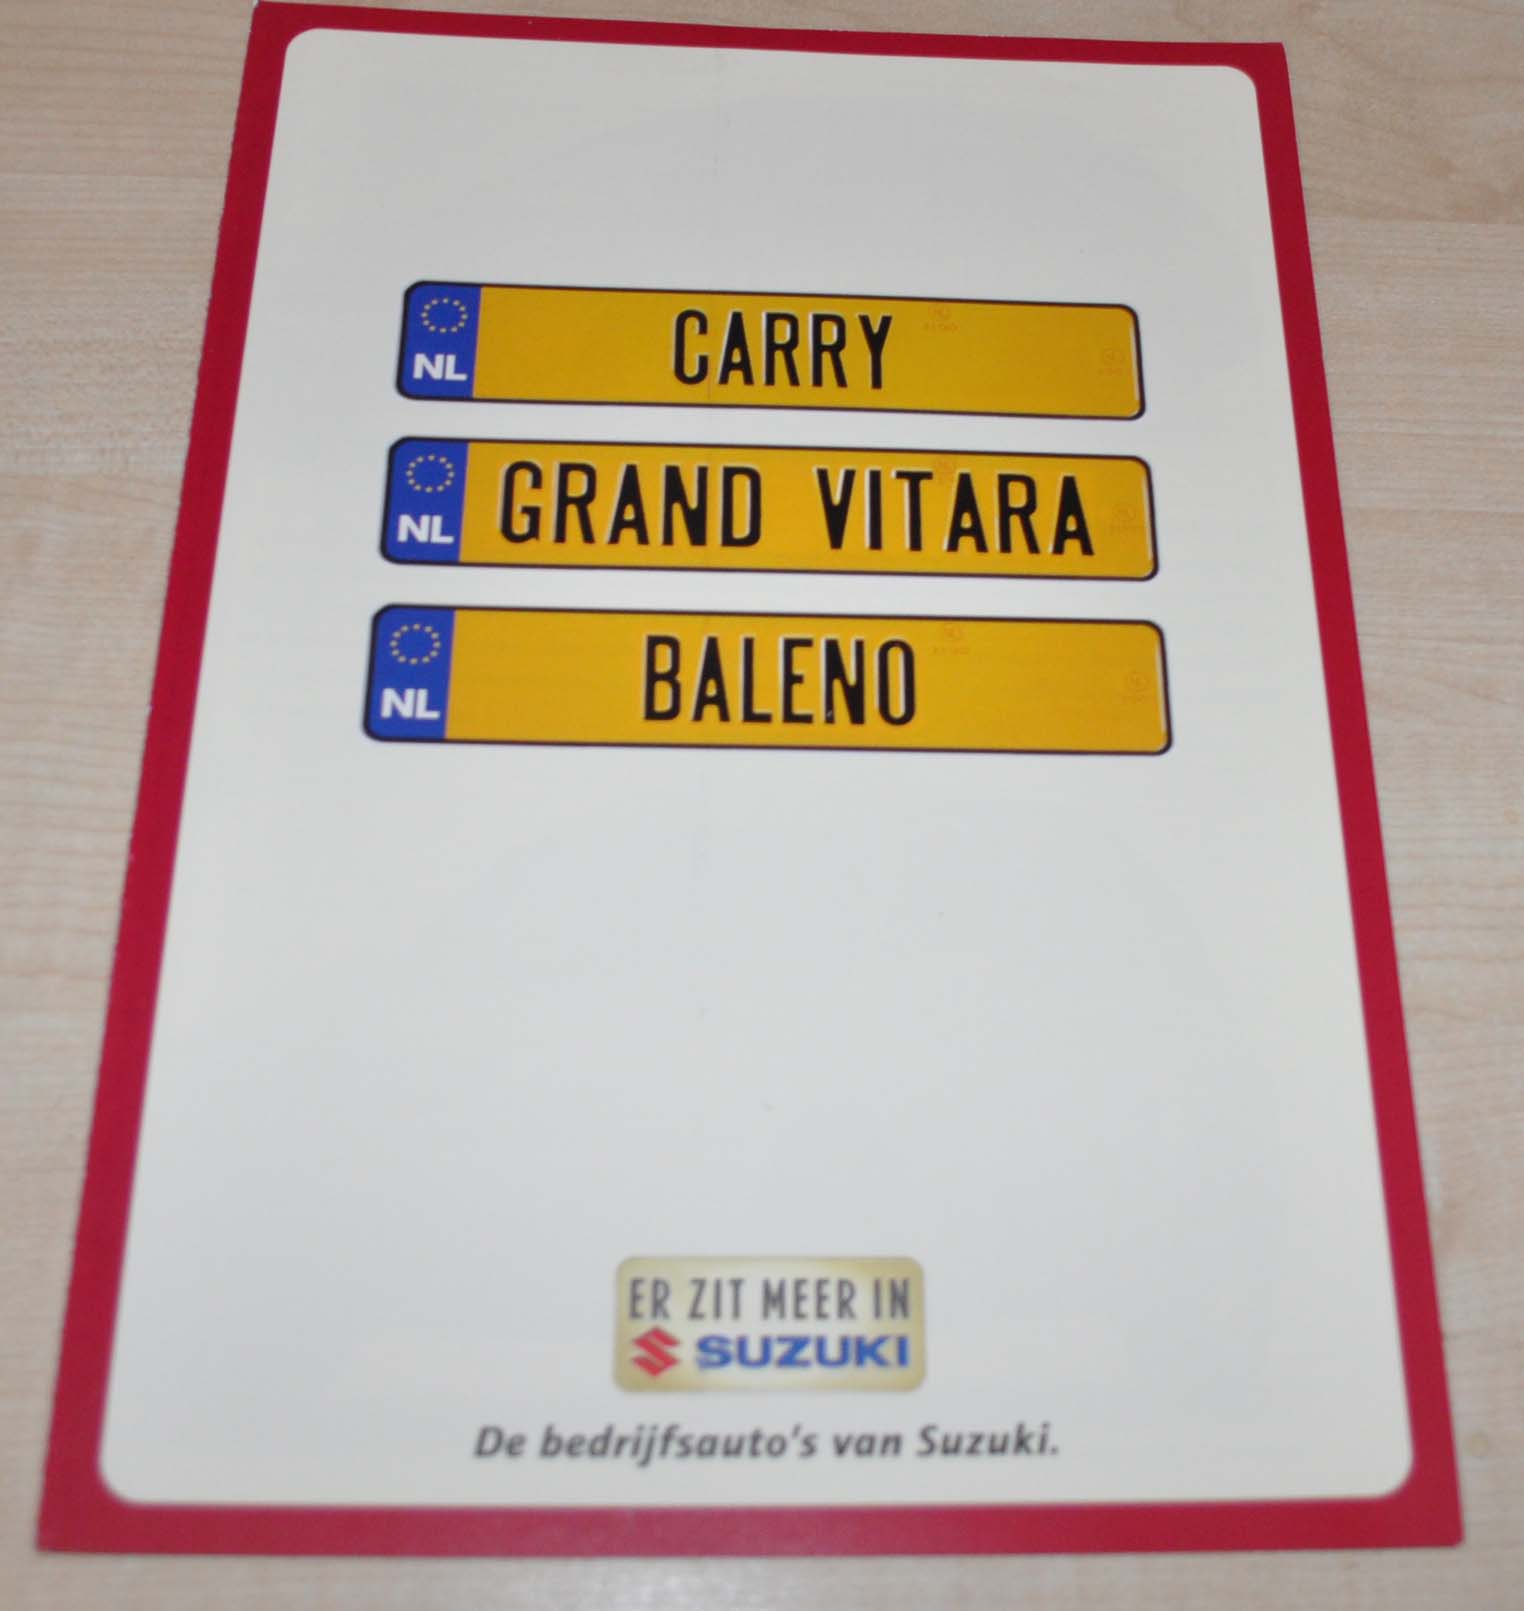 NL CARRY
NL GRAND VITARA
NL BALENO
ER ZIT MEER IN
SUZUKI
De bedrijfsauto's van Suzuki.